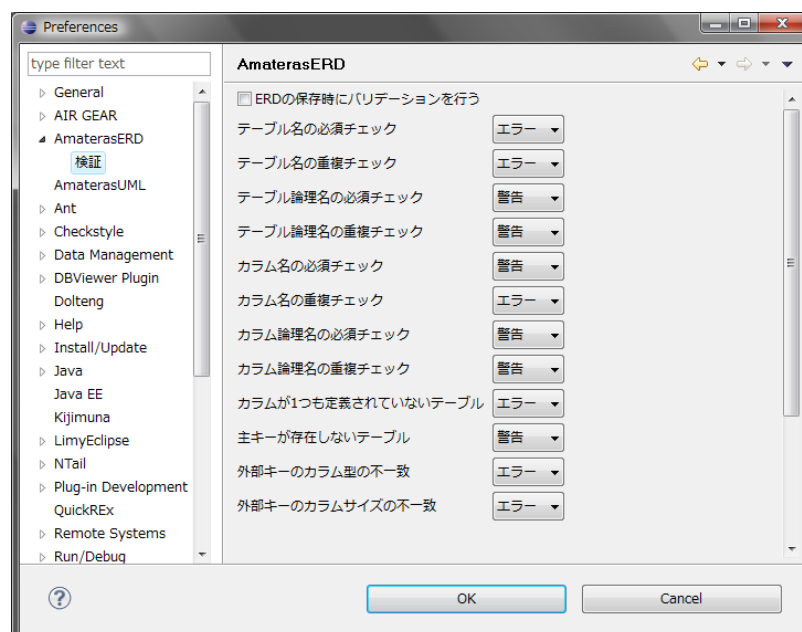 Preferences
type filter text
General
AIR GEAR
AmaterasERD
検証
AmaterasUML
Ant
Checkstyle
Data Management
DBViewer Plugin
Dolteng
Help
Install/Update
Java
Java EE
Kijimuna
LimyEclipse
NTail
Plug-in Development
QuickREx
Remote Systems
Run/Debug
AmaterasERD
ERDの保存時にバリデーションを行う
テーブル名の必須チェック エラー
テーブル名の重複チェック エラー
テーブル論理名の必須チェック 警告
テーブル論理名の重複チェック 警告
カラム名の必須チェック 警告
カラム名の重複チェック エラー
カラム論理名の必須チェック 警告
カラム論理名の重複チェック 警告
カラムが1つも定義されていないテーブル エラー
主キーが存在しないテーブル 警告
外部キーのカラム型の不一致 エラー
外部キーのカラムサイズの不一致 エラー
OK
Cancel